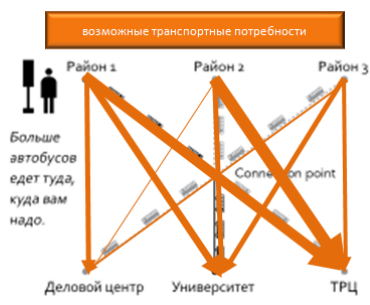 возможные транспортные потребности
Район 1 Район 2 Район 3
Больше
автобусов
едет туда,
куда вам
надо.
Connection point
Деловой центр Университет ТРЦ